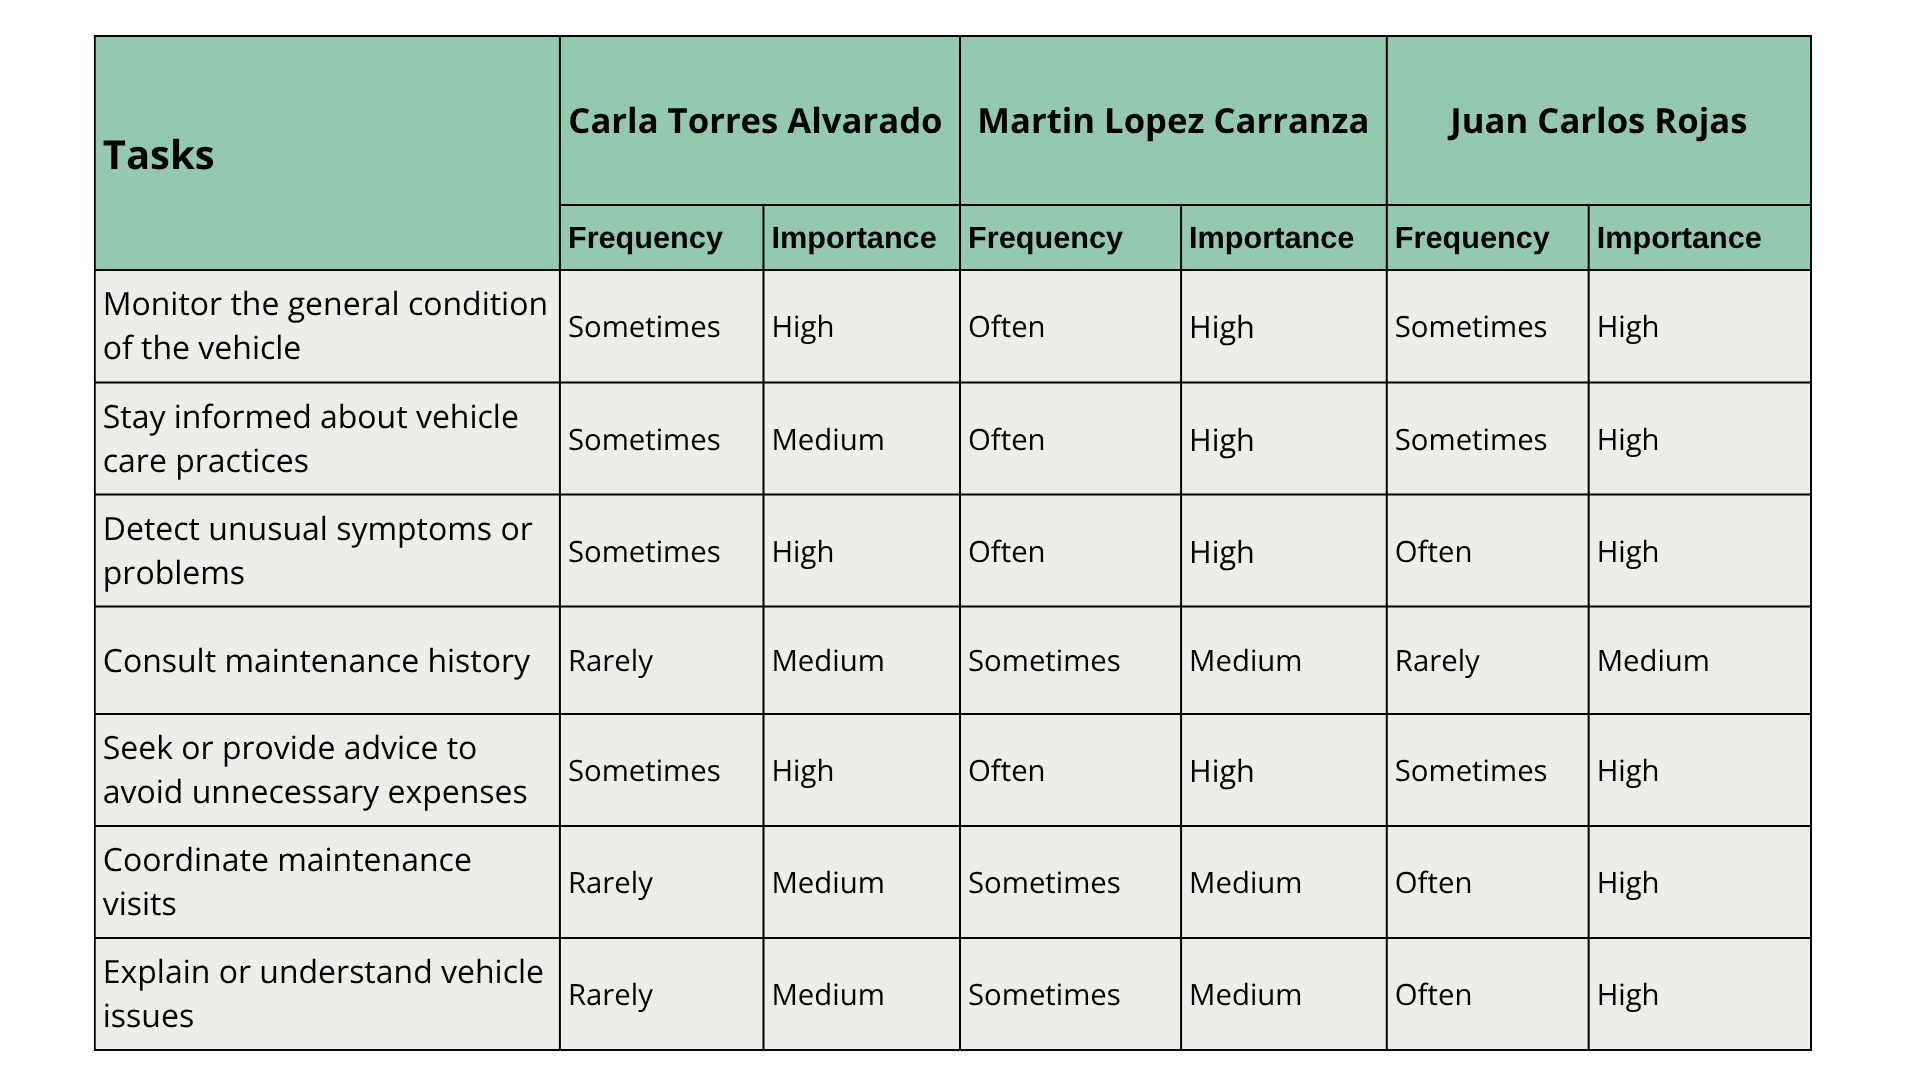 Tasks
Carla Torres Alvarado
Martin Lopez Carranza
Juan Carlos Rojas
Frequency
Importance
Frequency
Importance
Frequency
Importance
Monitor the general condition
of the vehicle
Sometimes
High
Often
High
Sometimes
High
Stay informed about vehicle
care practices
Sometimes
Medium
Often
High
Sometimes
High
Detect unusual symptoms or
problems
Sometimes
High
Often
High
Often
High
Consult maintenance history
Rarely
Medium
Sometimes
Medium
Rarely
Medium
Seek or provide advice to
avoid unnecessary expenses
Sometimes
High
Often
High
Sometimes
High
Coordinate maintenance
visits
Rarely
Medium
Sometimes
Medium
Often
High
Explain or understand vehicle
issues
Rarely
Medium
Sometimes
Medium
Often
High